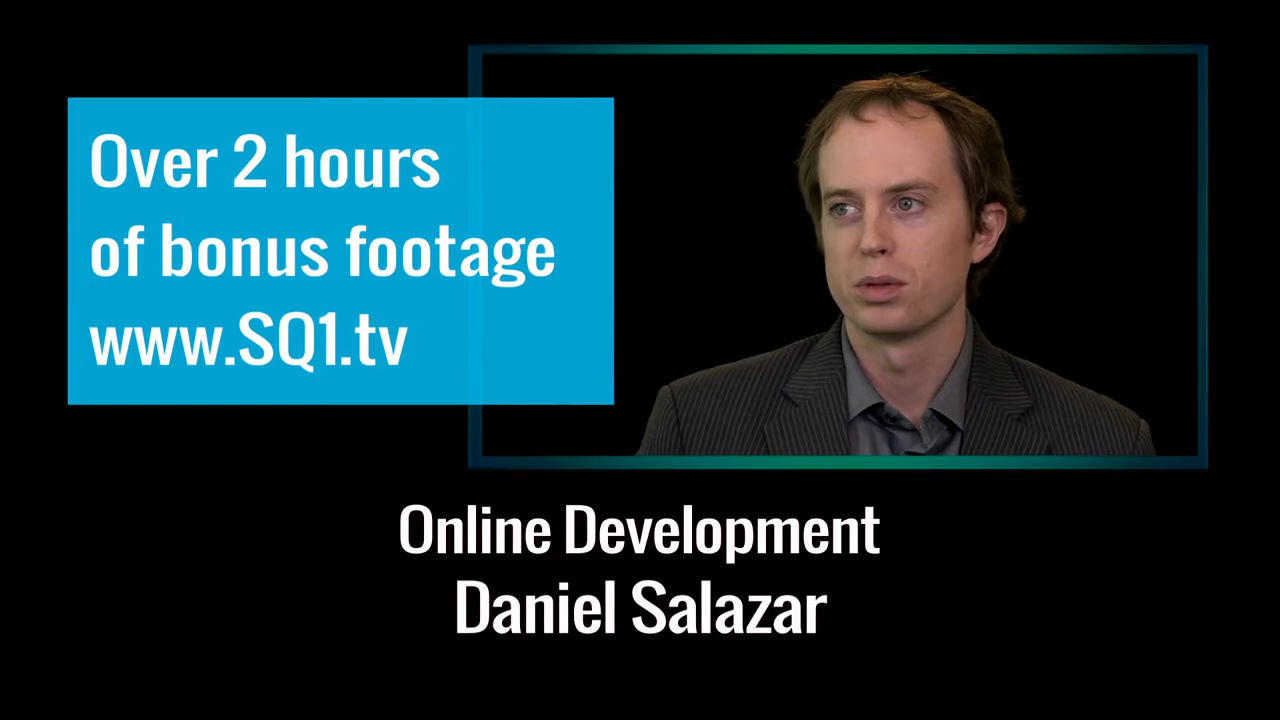 Over 2 hours
of bonus footage
www.SQ1.tv
Online Development
Daniel Salazar